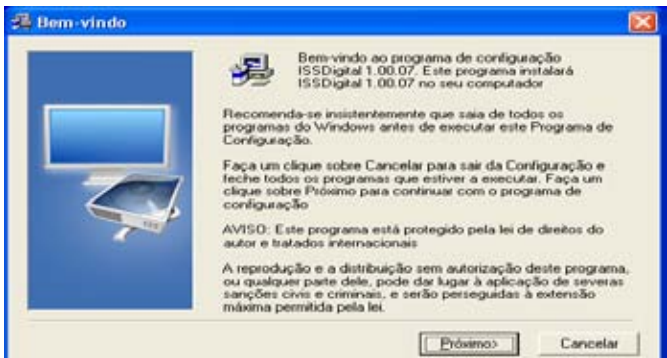 Bem-vindo
Bem-vindo ao programa de configuração
ISSDigital 1.00.07. Este programa instalará
ISSDigital 1.00.07 no seu computador
Recomenda-se insistentemente que saia de todos os
programas do Windows antes de executar este Programa de
Configuração.
Faça um clique sobre Cancelar para sair da Configuração e
feche todos os programas que estiver a executar. Faça um
clique sobre Próximo para continuar com o programa de
configuração
AVISO: Este programa está protegido pela lei de direitos do
autor e tratados internacionais
A reprodução e a distribuição sem autorização deste programa,
ou qualquer parte dele, pode dar lugar à aplicação de severas
sanções civis e criminais, e serão perseguidas à extensão
máxima permitida pela lei.
Próximo> Cancelar